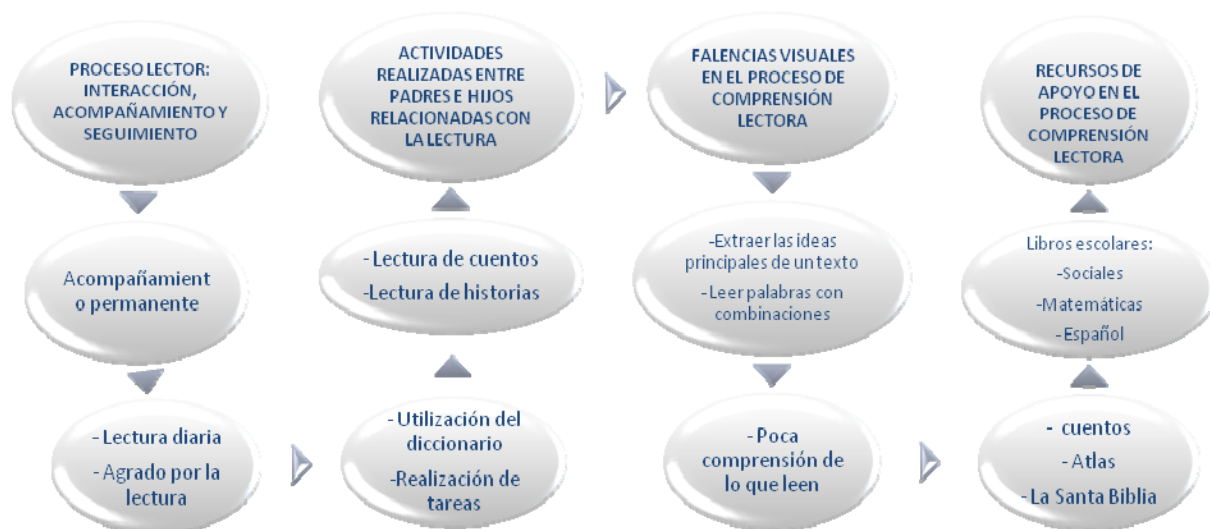 PROCESO LECTOR:
INTERACCIÓN,
ACOMPAÑAMIENTO Y
SEGUIMIENTO
Acompañamient
o permanente
- Lectura diaria
- Agrado por la
lectura
- Utilización del
diccionario
-Realización de
tareas
- Lectura de cuentos
-Lectura de historias
ACTIVIDADES
REALIZADAS ENTRE
PADRES E HIJOS
RELACIONADAS CON
LA LECTURA
FALENCIAS VISUALES
EN EL PROCESO DE
COMPRENSIÓN
LECTORA
-Extraer las ideas
principales de un texto
- Leer palabras con
combinaciones
- Poca
comprensión de
lo que leen
- cuentos
- Atlas
- La Santa Biblia
Libros escolares:
-Sociales
-Matemáticas
-Español
RECURSOS DE
APOYO EN EL
PROCESO DE
COMPRENSIÓN
LECTORA